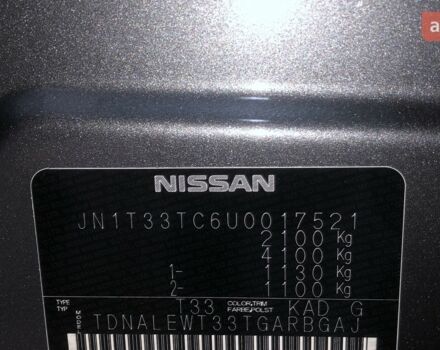 a
NISSAN
JN1T33TC6U0017521
2100 Kg
4100 Kg
1- 1130 Kg
2- 1100 Kg
TYPE T33 COLOR,TRIM KAD G
TYP FARBE,POLST
MODEL TDNALEWT33TGARBGAJ